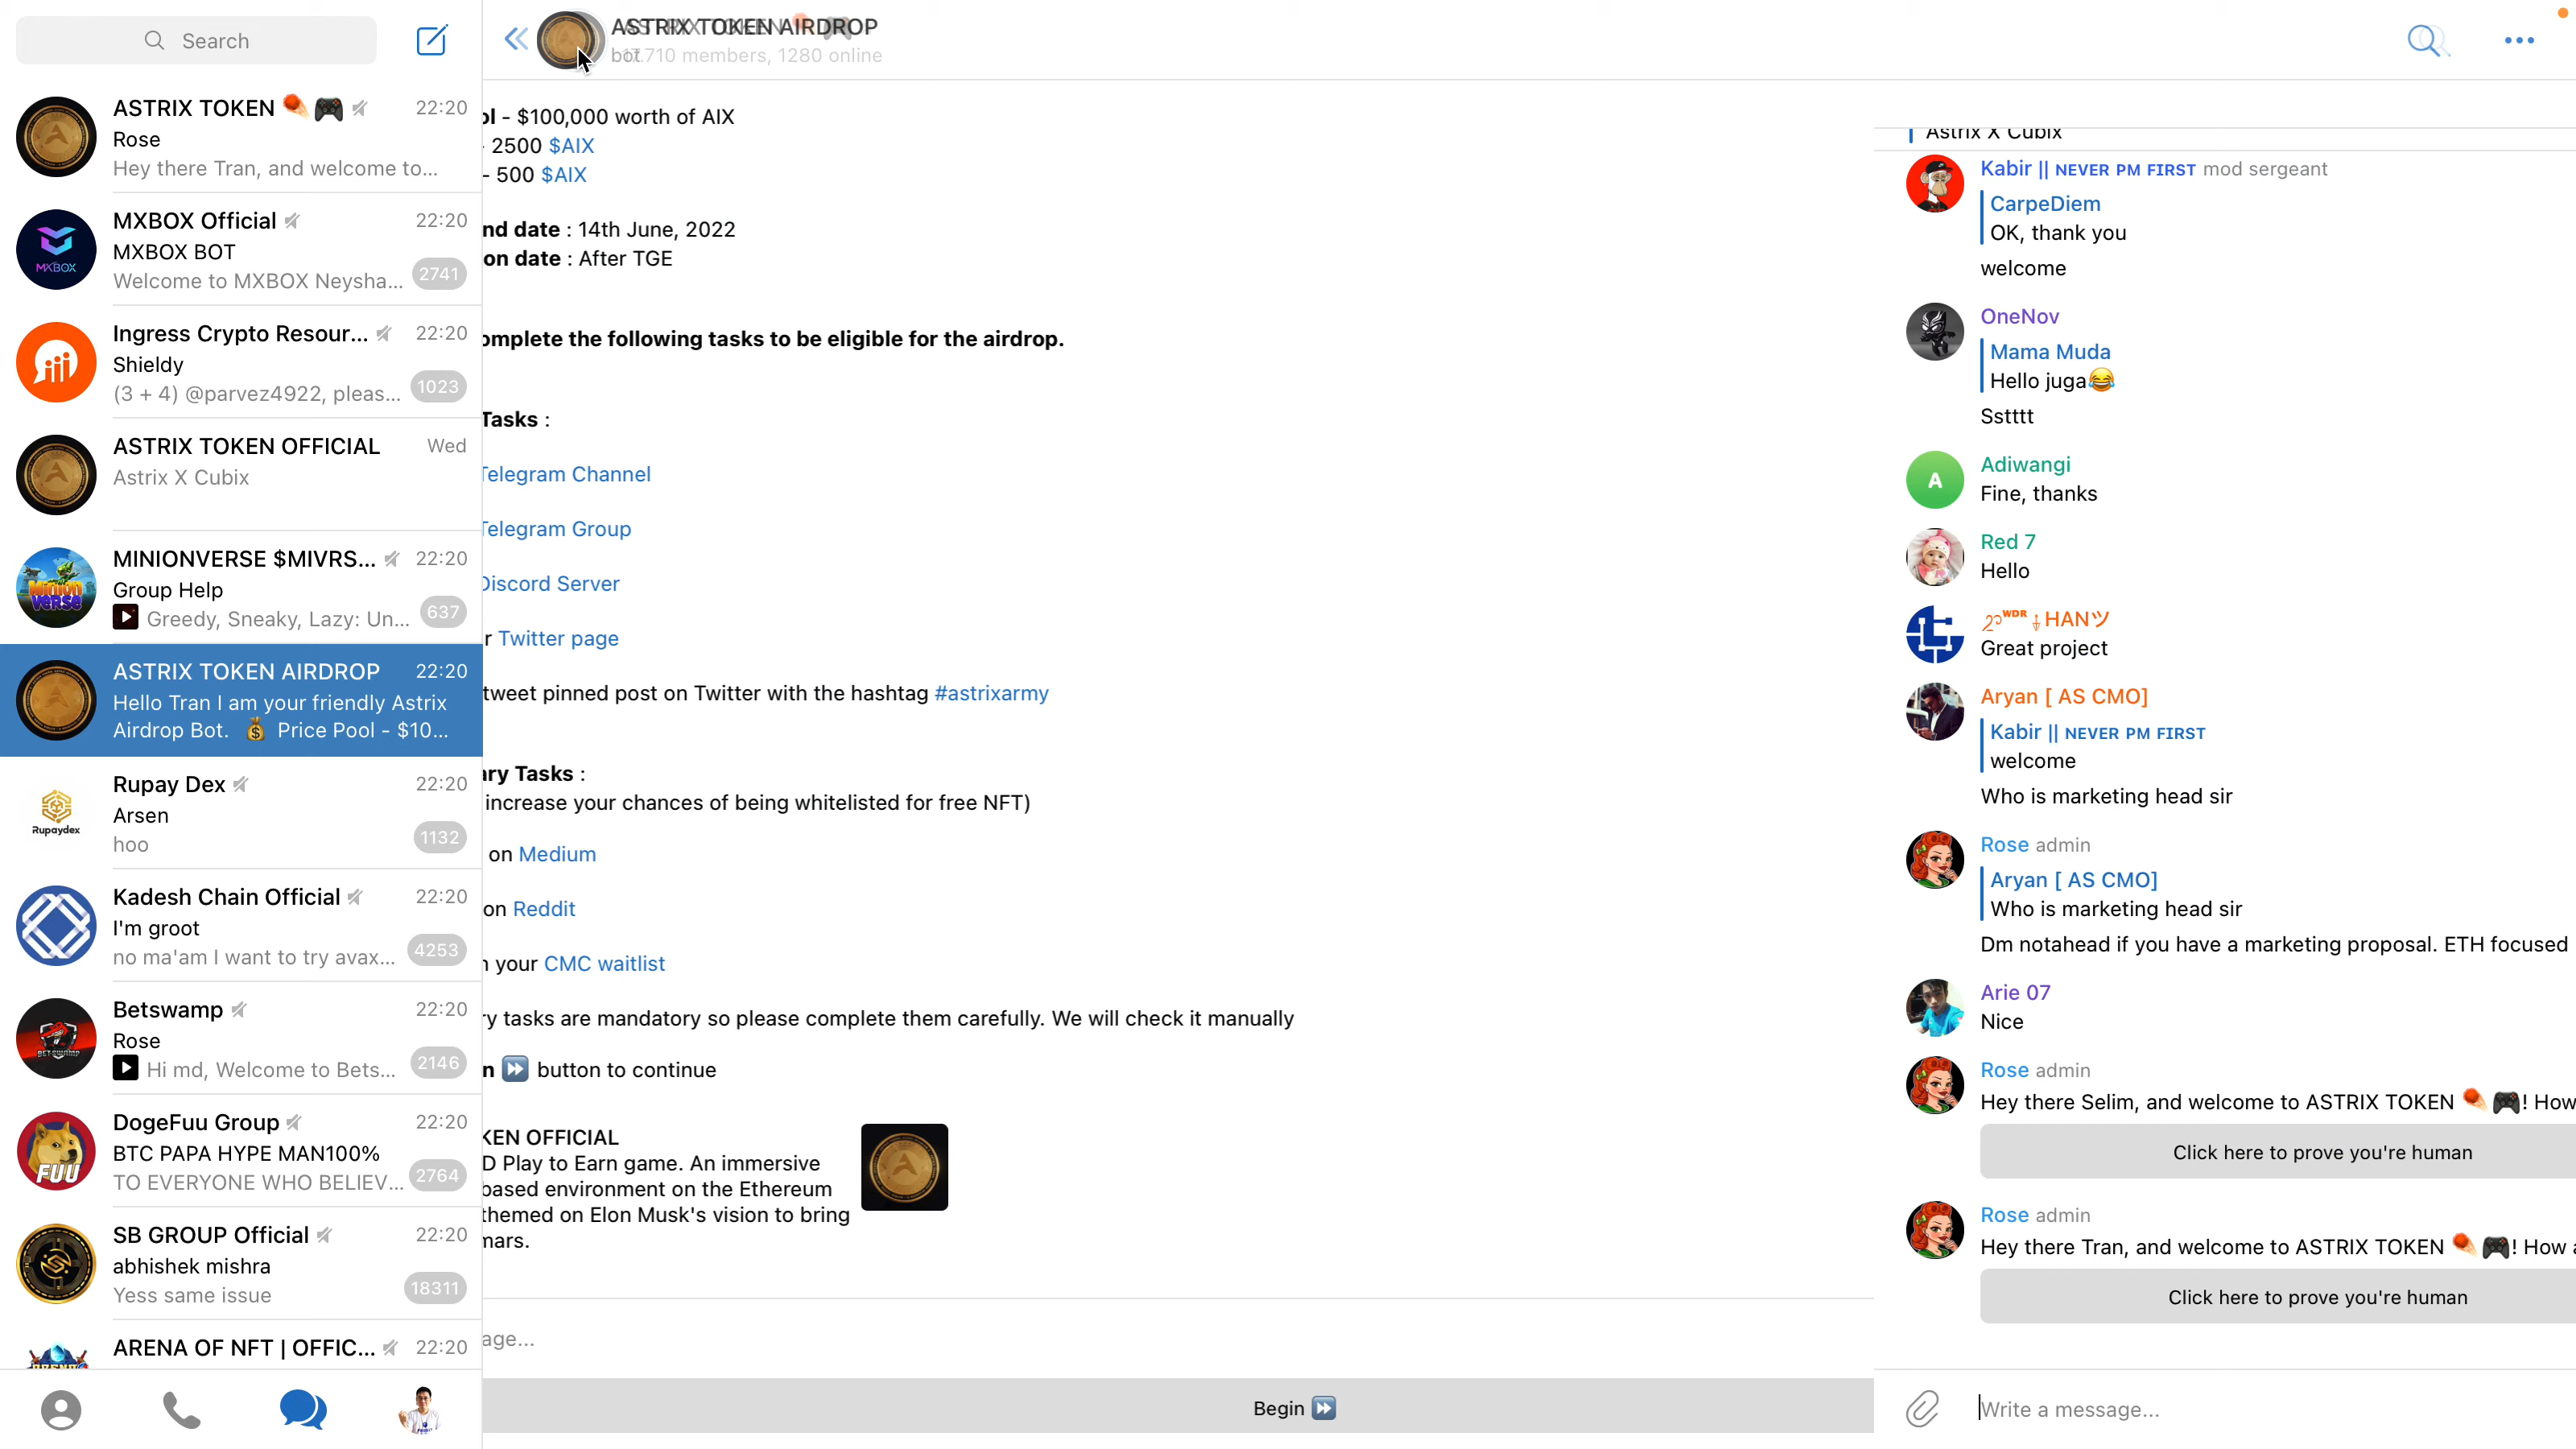 Search
ASTRIX TOKEN ☄️🎮 22:20
Rose
Hey there Tran, and welcome to...
MXBOX Official 22:20
MXBOX BOT
Welcome to MXBOX Neysha... 2741
MXBOX
Ingress Crypto Resour... 22:20
Shieldy
(3 + 4) @parvez4922, pleas... 1023
ASTRIX TOKEN OFFICIAL Wed
Astrix X Cubix
MINIONVERSE $MIVRS... 22:20
Group Help
Greedy, Sneaky, Lazy: Un... 637
Minion
VERSE
ASTRIX TOKEN AIRDROP 22:20
Hello Tran I am your friendly Astrix
Airdrop Bot. 💰 Price Pool - $10...
Rupay Dex 22:20
Arsen
hoo 1132
Rupaydex
Kadesh Chain Official 22:20
I'm groot
no ma'am I want to try avax... 4253
Betswamp 22:20
Rose
Hi md, Welcome to Bets... 2146
BETSWAMP
DogeFuu Group 22:20
BTC PAPA HYPE MAN100%
TO EVERYONE WHO BELIEV... 2764
FUU
SB GROUP Official 22:20
abhishek mishra
Yess same issue 18311
ARENA OF NFT | OFFIC... 22:20
ASTRIX TOKEN AIRDROP
bot
17.710 members, 1280 online
ol - $100,000 worth of AIX
- 2500 $AIX
- 500 $AIX
nd date : 14th June, 2022
on date : After TGE
omplete the following tasks to be eligible for the airdrop.
Tasks :
Telegram Channel
Telegram Group
Discord Server
r Twitter page
tweet pinned post on Twitter with the hashtag #astrixarmy
ary Tasks :
increase your chances of being whitelisted for free NFT)
on Medium
on Reddit
n your CMC waitlist
ry tasks are mandatory so please complete them carefully. We will check it manually
n ⏩ button to continue
KEN OFFICIAL
D Play to Earn game. An immersive
based environment on the Ethereum
themed on Elon Musk's vision to bring
mars.
age...
Begin ⏩
Astrix X Cubix
Kabir || NEVER PM FIRST mod sergeant
CarpeDiem
OK, thank you
welcome
OneNov
Mama Muda
Hello juga😂
Sstttt
A
Adiwangi
Fine, thanks
Red 7
Hello
HANツ
Great project
Aryan [ AS CMO]
Kabir || NEVER PM FIRST
welcome
Who is marketing head sir
Rose admin
Aryan [ AS CMO]
Who is marketing head sir
Dm notahead if you have a marketing proposal. ETH focused
Arie 07
Nice
Rose admin
Hey there Selim, and welcome to ASTRIX TOKEN ☄️🎮! How
Click here to prove you're human
Rose admin
Hey there Tran, and welcome to ASTRIX TOKEN ☄️🎮! How a
Click here to prove you're human
Write a message...